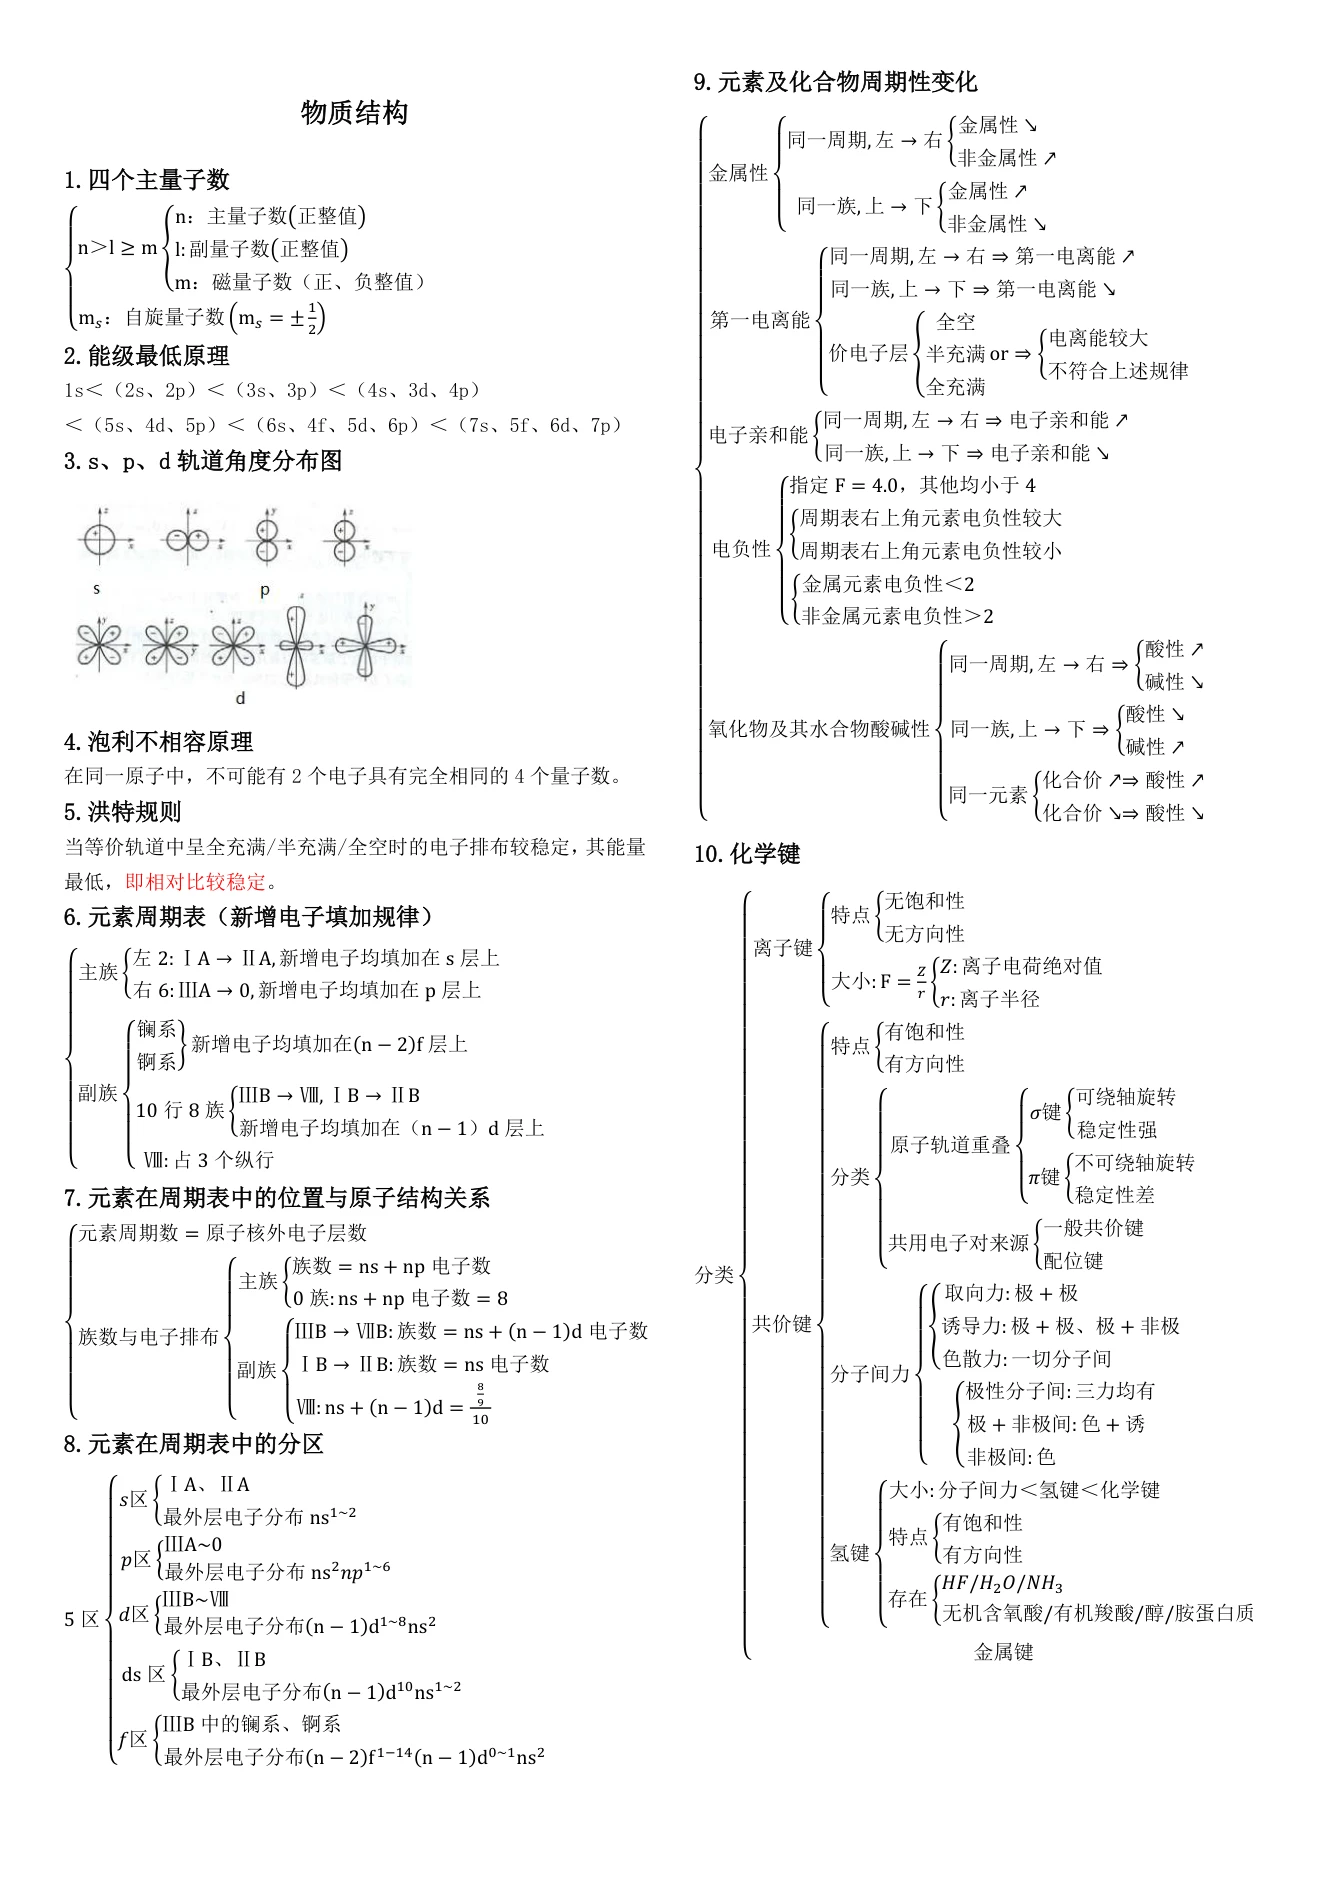 物质结构
1. 四个主量子数
n：主量子数(正整值)
n＞l ≥ m
l: 副量子数(正整值)
m：磁量子数（正、负整值）
mₛ：自旋量子数 (mₛ = ± 1/2)
2. 能级最低原理
1s＜（2s、2p）＜（3s、3p）＜（4s、3d、4p）
＜（5s、4d、5p）＜（6s、4f、5d、6p）＜（7s、5f、6d、7p）
3. s、p、d 轨道角度分布图
s
p
d
4. 泡利不相容原理
在同一原子中，不可能有 2 个电子具有完全相同的 4 个量子数。
5. 洪特规则
当等价轨道中呈全充满/半充满/全空时的电子排布较稳定，其能量
最低，即相对比较稳定。
6. 元素周期表（新增电子填加规律）
主族
左 2: ⅠA → ⅡA, 新增电子均填加在 s 层上
右 6: ⅢA → 0, 新增电子均填加在 p 层上
副族
镧系
锕系
新增电子均填加在(n − 2)f 层上
10 行 8 族
ⅢB → Ⅷ, ⅠB → ⅡB
新增电子均填加在（n − 1）d 层上
Ⅷ: 占 3 个纵行
7. 元素在周期表中的位置与原子结构关系
元素周期数 = 原子核外电子层数
族数与电子排布
主族
族数 = ns + np 电子数
0 族: ns + np 电子数 = 8
副族
ⅢB → ⅦB: 族数 = ns + (n − 1)d 电子数
ⅠB → ⅡB: 族数 = ns 电子数
Ⅷ: ns + (n − 1)d = 8/9/10
8. 元素在周期表中的分区
5 区
s区
ⅠA、ⅡA
最外层电子分布 ns¹˜²
p区
ⅢA~0
最外层电子分布 ns²np¹˜⁶
d区
ⅢB~Ⅷ
最外层电子分布(n − 1)d¹˜⁸ns²
ds 区
ⅠB、ⅡB
最外层电子分布(n − 1)d¹⁰ns¹˜²
f区
ⅢB 中的镧系、锕系
最外层电子分布(n − 2)f¹⁻¹⁴(n − 1)d⁰˜¹ns²
9. 元素及化合物周期性变化
金属性
同一周期, 左 → 右
金属性 ↘
非金属性 ↗
同一族, 上 → 下
金属性 ↗
非金属性 ↘
第一电离能
同一周期, 左 → 右 ⇒ 第一电离能 ↗
同一族, 上 → 下 ⇒ 第一电离能 ↘
价电子层
全空
半充满 or ⇒
全充满
电离能较大
不符合上述规律
电子亲和能
同一周期, 左 → 右 ⇒ 电子亲和能 ↗
同一族, 上 → 下 ⇒ 电子亲和能 ↘
电负性
指定 F = 4.0，其他均小于 4
周期表右上角元素电负性较大
周期表右上角元素电负性较小
金属元素电负性＜2
非金属元素电负性＞2
氧化物及其水合物酸碱性
同一周期, 左 → 右 ⇒
酸性 ↗
碱性 ↘
同一族, 上 → 下 ⇒
酸性 ↘
碱性 ↗
同一元素
化合价 ↗⇒ 酸性 ↗
化合价 ↘⇒ 酸性 ↘
10. 化学键
分类
离子键
特点
无饱和性
无方向性
大小: F = Z/r
Z: 离子电荷绝对值
r: 离子半径
共价键
特点
有饱和性
有方向性
分类
原子轨道重叠
σ键
可绕轴旋转
稳定性强
π键
不可绕轴旋转
稳定性差
共用电子对来源
一般共价键
配位键
分子间力
取向力: 极 + 极
诱导力: 极 + 极、极 + 非极
色散力: 一切分子间
极性分子间: 三力均有
极 + 非极间: 色 + 诱
非极间: 色
氢键
大小: 分子间力＜氢键＜化学键
特点
有饱和性
有方向性
存在
HF/H₂O/NH₃
无机含氧酸/有机羧酸/醇/胺蛋白质
金属键